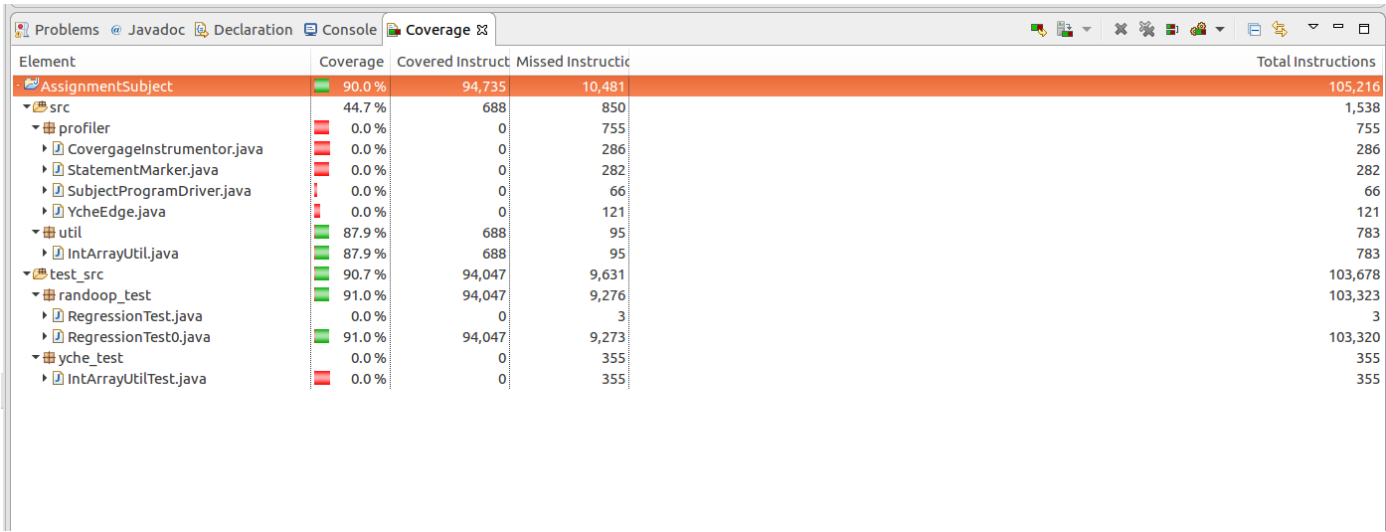 Problems @ Javadoc Declaration Console Coverage
Element Coverage Covered Instruct Missed Instructic Total Instructions
AssignmentSubject 90.0 % 94,735 10,481 105,216
src 44.7 % 688 850 1,538
profiler 0.0 % 0 755 755
CovergageInstrumentor.java 0.0 % 0 286 286
StatementMarker.java 0.0 % 0 282 282
SubjectProgramDriver.java 0.0 % 0 66 66
YcheEdge.java 0.0 % 0 121 121
util 87.9 % 688 95 783
IntArrayUtil.java 87.9 % 688 95 783
test_src 90.7 % 94,047 9,631 103,678
randoop_test 91.0 % 94,047 9,276 103,323
RegressionTest.java 0.0 % 0 3 3
RegressionTest0.java 91.0 % 94,047 9,273 103,320
yche_test 0.0 % 0 355 355
IntArrayUtilTest.java 0.0 % 0 355 355